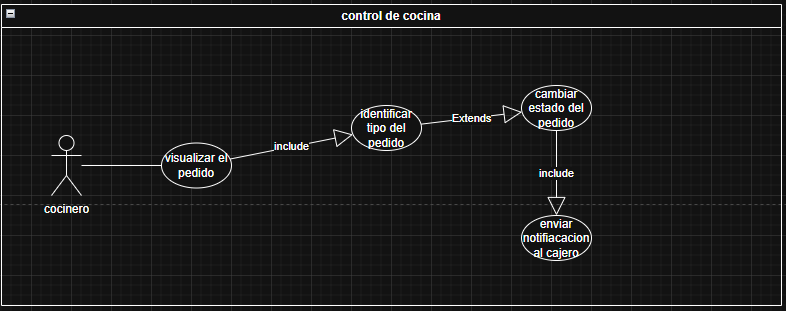 control de cocina
cambiar
estado del
pedido
identificar
tipo del
pedido
Extends
include
visualizar el
pedido
include
cocinero
enviar
notifiacacion
al cajero